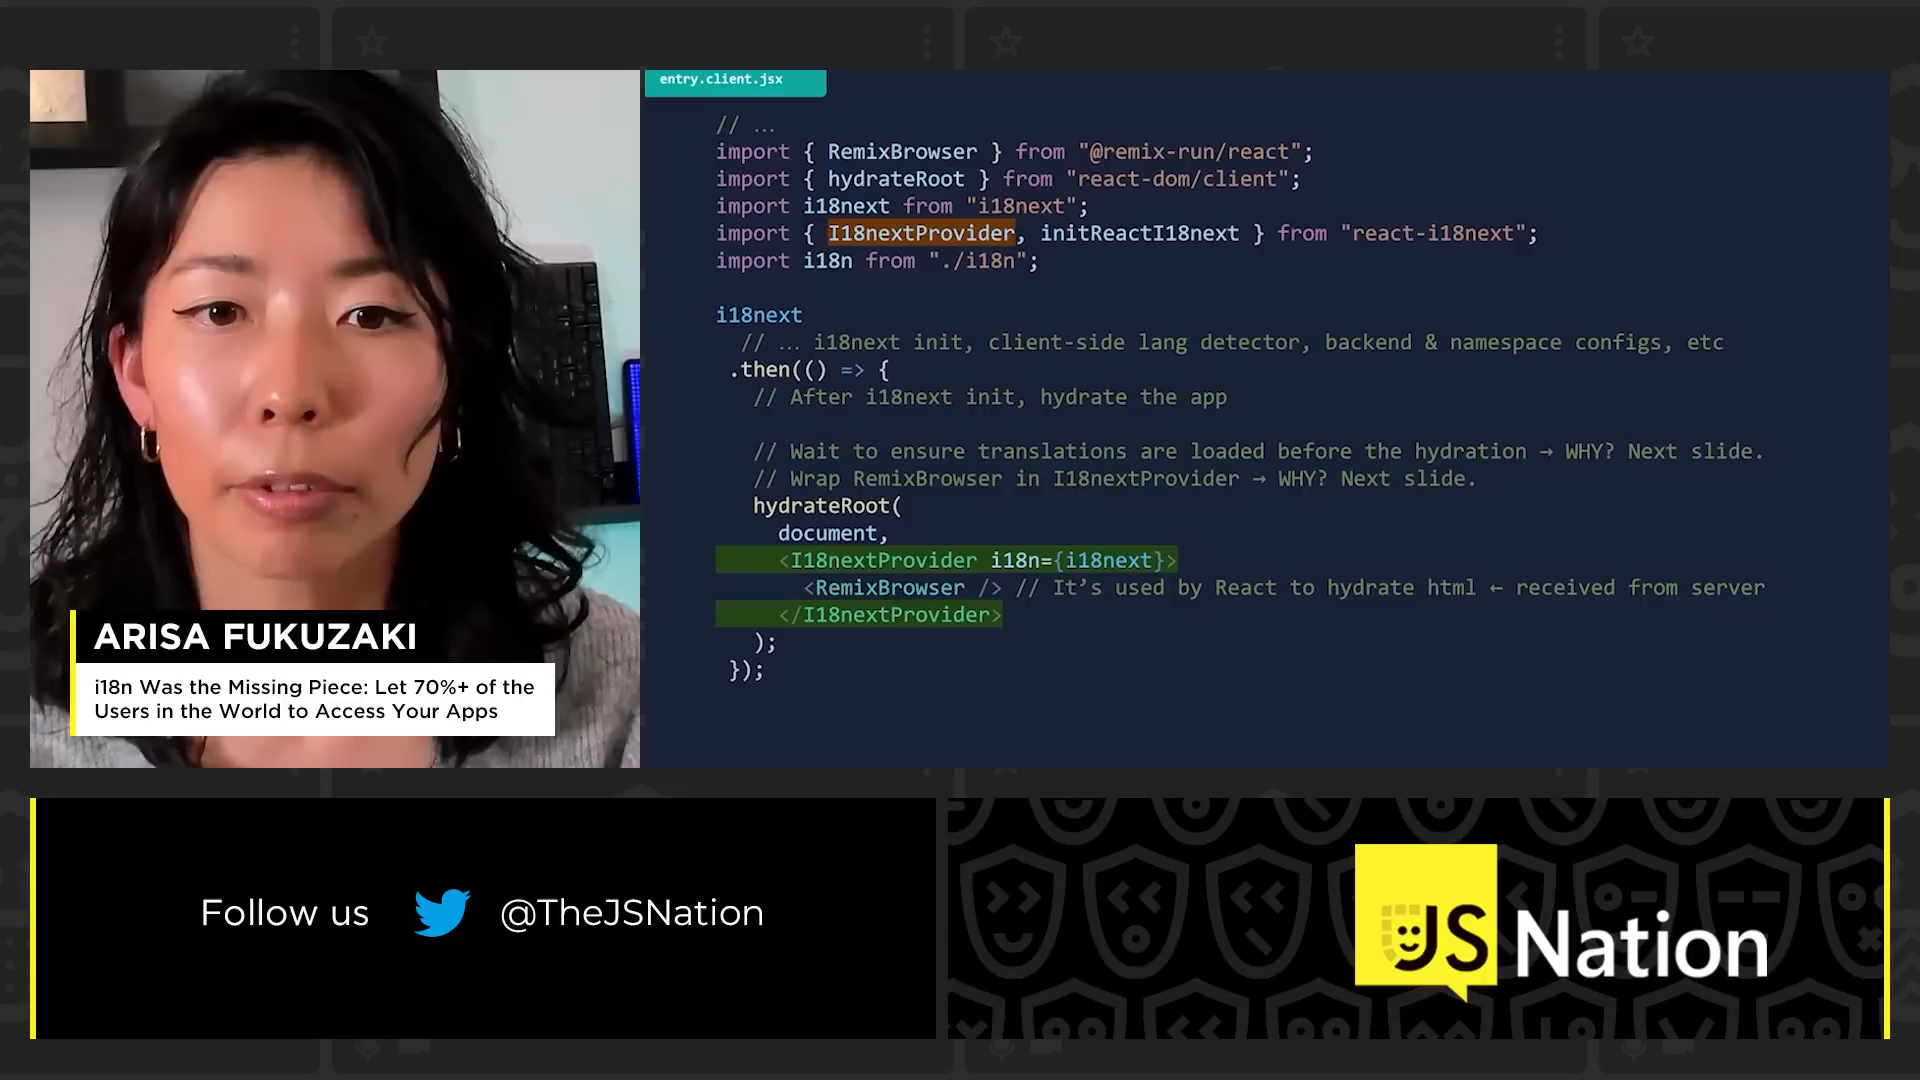 entry.client.jsx
// ...
import { RemixBrowser } from "@remix-run/react";
import { hydrateRoot } from "react-dom/client";
import i18next from "i18next";
import { I18nextProvider, initReactI18next } from "react-i18next";
import i18n from "./i18n";
i18next
// ... i18next init, client-side lang detector, backend & namespace configs, etc
.then(() => {
// After i18next init, hydrate the app
// Wait to ensure translations are loaded before the hydration → WHY? Next slide.
// Wrap RemixBrowser in I18nextProvider → WHY? Next slide.
hydrateRoot(
document,
<I18nextProvider i18n={i18next}>
<RemixBrowser /> // It’s used by React to hydrate html ← received from server
</I18nextProvider>
);
});
ARISA FUKUZAKI
i18n Was the Missing Piece: Let 70%+ of the
Users in the World to Access Your Apps
Follow us @TheJSNation
JS Nation